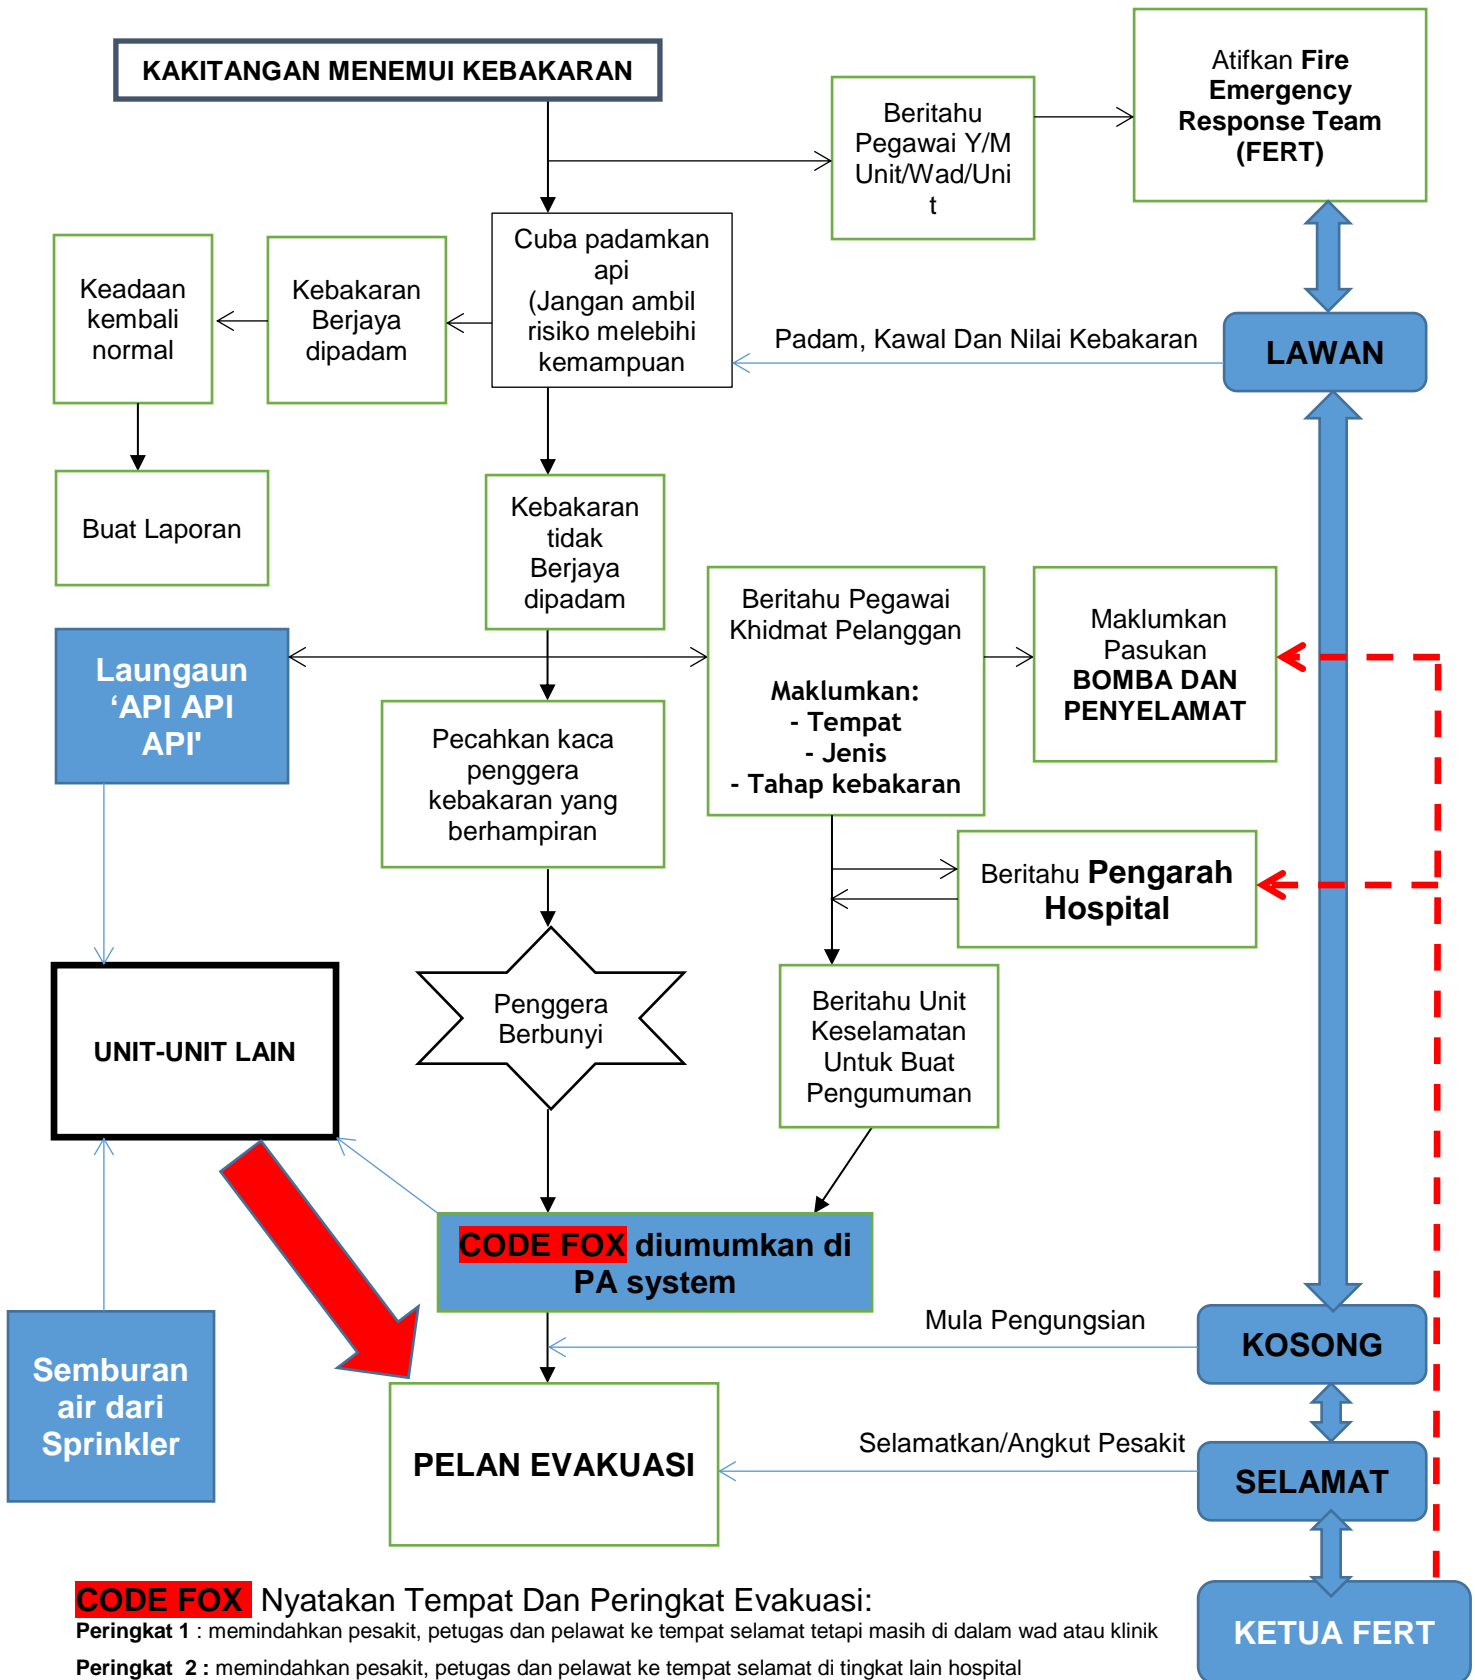 KAKITANGAN MENEMUI KEBAKARAN
Beritahu
Pegawai Y/M
Unit/Wad/Uni
t
Atifkan Fire
Emergency
Response Team
(FERT)
Keadaan
kembali
normal
Kebakaran
Berjaya
dipadam
Cuba padamkan
api
(Jangan ambil
risiko melebihi
kemampuan
Padam, Kawal Dan Nilai Kebakaran
LAWAN
Buat Laporan
Kebakaran
tidak
Berjaya
dipadam
Laungaun
‘API API
API'
Pecahkan kaca
penggera
kebakaran yang
berhampiran
Beritahu Pegawai
Khidmat Pelanggan
Maklumkan:
- Tempat
- Jenis
- Tahap kebakaran
Maklumkan
Pasukan
BOMBA DAN
PENYELAMAT
Beritahu Pengarah
Hospital
UNIT-UNIT LAIN
Penggera
Berbunyi
Beritahu Unit
Keselamatan
Untuk Buat
Pengumuman
CODE FOX diumumkan di
PA system
Semburan
air dari
Sprinkler
Mula Pengungsian
KOSONG
PELAN EVAKUASI
Selamatkan/Angkut Pesakit
SELAMAT
KETUA FERT
CODE FOX Nyatakan Tempat Dan Peringkat Evakuasi:
Peringkat 1 : memindahkan pesakit, petugas dan pelawat ke tempat selamat tetapi masih di dalam wad atau klinik
Peringkat 2 : memindahkan pesakit, petugas dan pelawat ke tempat selamat di tingkat lain hospital